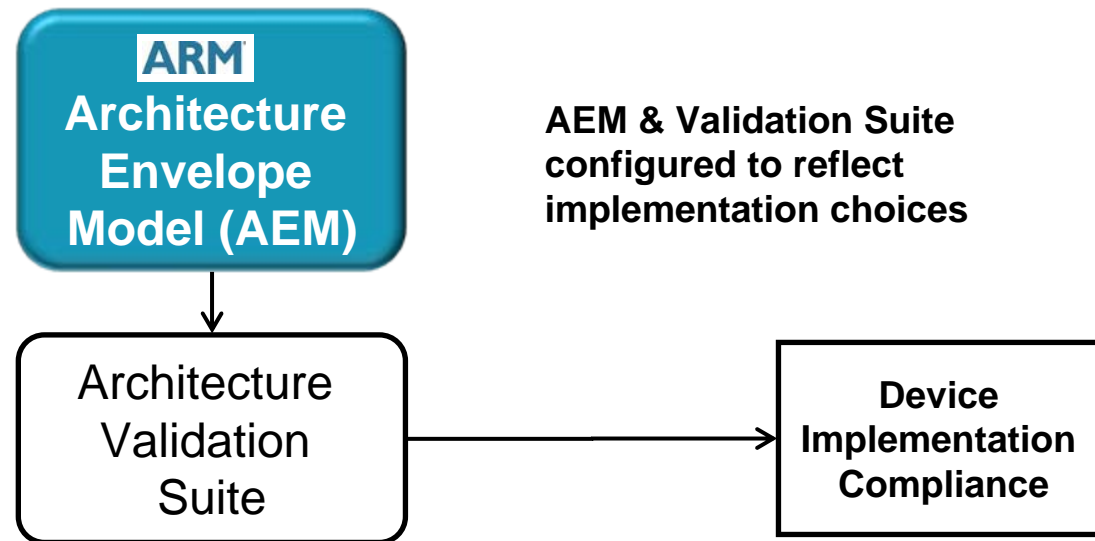 ARM
Architecture
Envelope
Model (AEM)
AEM & Validation Suite
configured to reflect
implementation choices
Architecture
Validation
Suite
Device
Implementation
Compliance